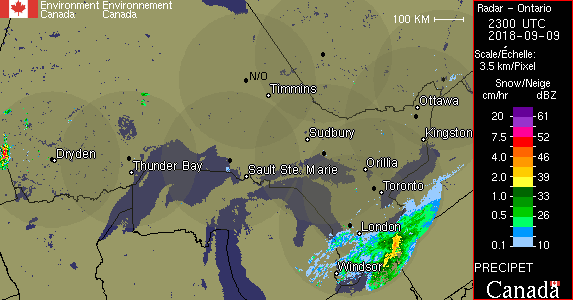 Environment Environnement
Canada Canada
100 KM
N/O
Timmins
Ottawa
Sudbury
Kingston
Dryden
Thunder Bay
Sault Ste. Marie
Orillia
Toronto
London
Windsor
Radar - Ontario
2300 UTC
2018-09-09
Scale/Échelle:
3.5 km/Pixel
Snow/Neige
cm/hr dBZ
20 61
7.5 52
4.0 46
2.0 39
1.0 33
0.5 26
0.1 10
PRECIPET
Canada